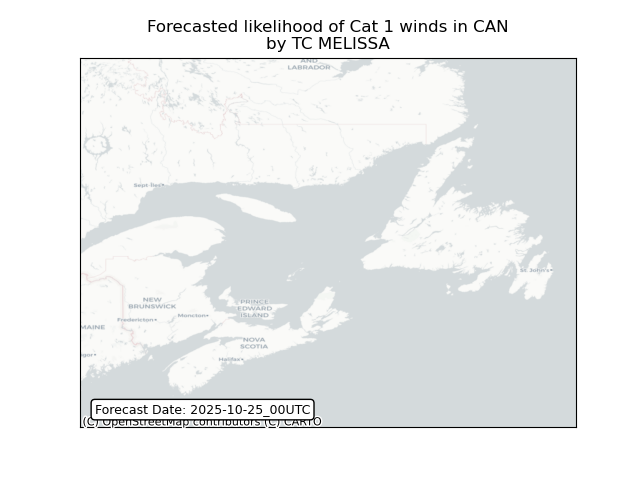 Forecasted likelihood of Cat 1 winds in CAN
by TC MELISSA
AND
LABRADOR
Sept-Îles
St. John's
NEW
BRUNSWICK
PRINCE
EDWARD
ISLAND
Fredericton
Moncton
MAINE
NOVA
SCOTIA
Halifax
Forecast Date: 2025-10-25_00UTC
(C) OpenStreetMap contributors (C) CARTO